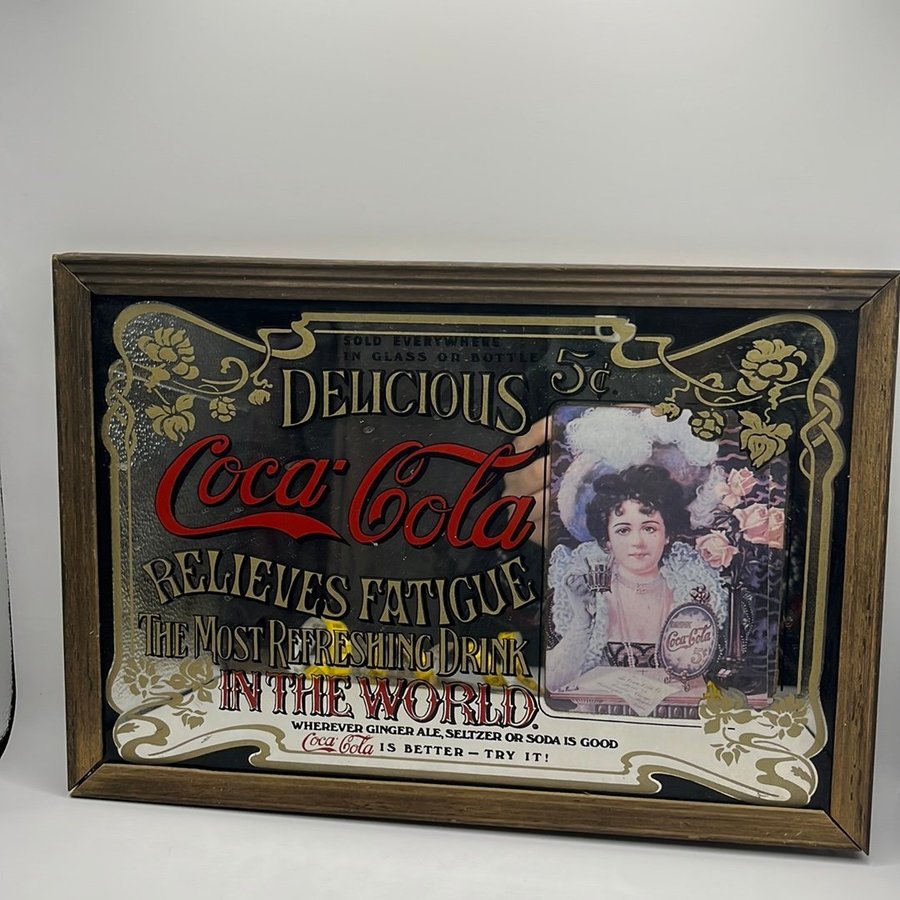 SOLD EVERYWHERE
IN GLASS OR BOTTLE
5¢.
DELICIOUS
Coca-Cola
RELIEVES FATIGUE
THE MOST REFRESHING DRINK
IN THE WORLD.
WHEREVER GINGER ALE, SELTZER OR SODA IS GOOD
Coca-Cola IS BETTER — TRY IT!
Coca-Cola
5¢